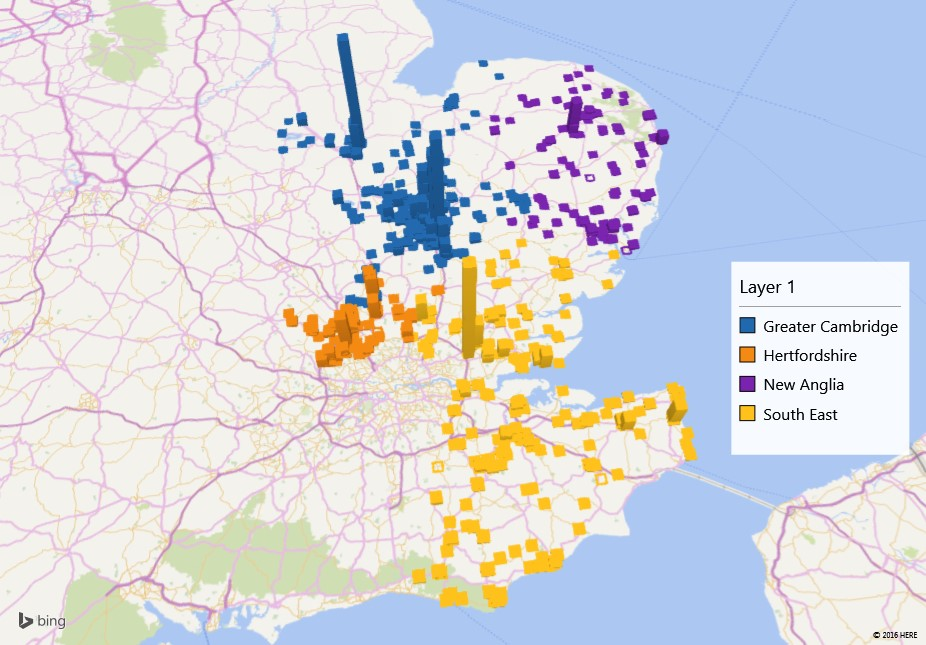 Layer 1
Greater Cambridge
Hertfordshire
New Anglia
South East
bing
© 2016 HERE